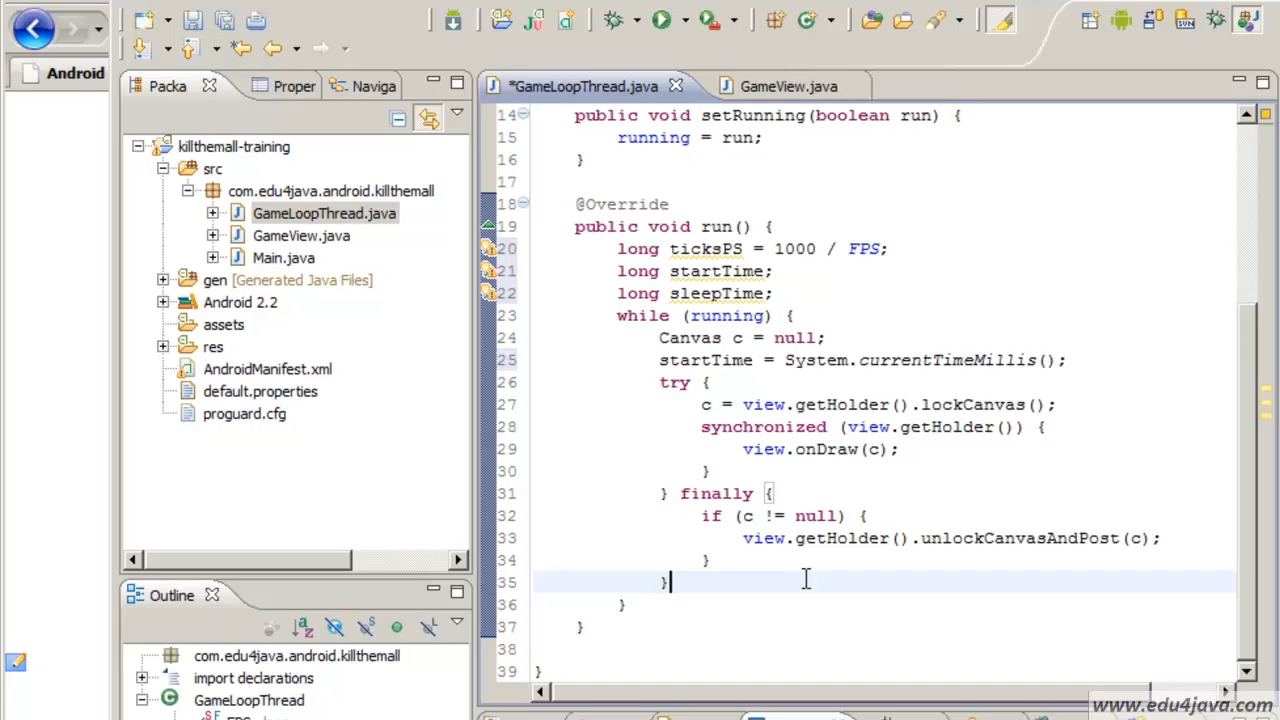 Android
Packa
Proper
Naviga
killthemall-training
src
com.edu4java.android.killthemall
GameLoopThread.java
GameView.java
Main.java
gen [Generated Java Files]
Android 2.2
assets
res
AndroidManifest.xml
default.properties
proguard.cfg
Outline
com.edu4java.android.killthemall
import declarations
GameLoopThread
*GameLoopThread.java
GameView.java
14 public void setRunning(boolean run) {
15 running = run;
16 }
17
18 @Override
19 public void run() {
20 long ticksPS = 1000 / FPS;
21 long startTime;
22 long sleepTime;
23 while (running) {
24 Canvas c = null;
25 startTime = System.currentTimeMillis();
26 try {
27 c = view.getHolder().lockCanvas();
28 synchronized (view.getHolder()) {
29 view.onDraw(c);
30 }
31 } finally {
32 if (c != null) {
33 view.getHolder().unlockCanvasAndPost(c);
34 }
35 }
36 }
37 }
38
39 }
www.edu4java.com